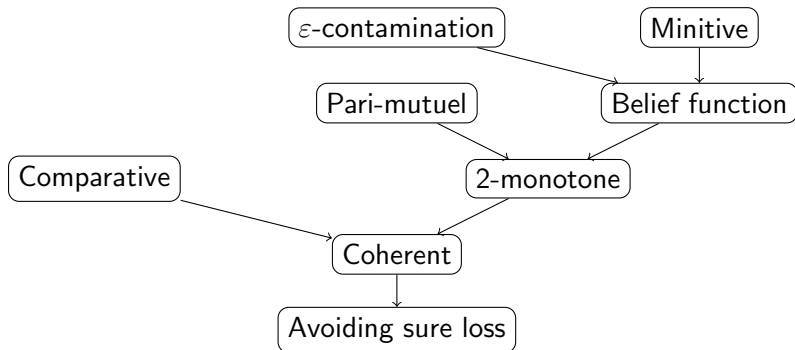 ε-contamination
Minitive
Pari-mutuel
Belief function
Comparative
2-monotone
Coherent
Avoiding sure loss